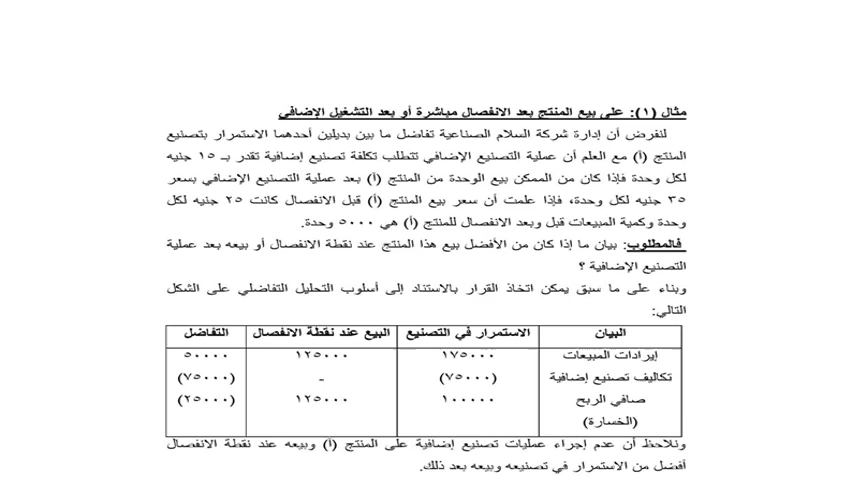 مثال (١): على بيع المنتج بعد الانفصال مباشرة أو بعد التشغيل الإضافي
لنفرض أن إدارة شركة السلام الصناعية تفاضل ما بين بديلين أحدهما الاستمرار بتصنيع
المنتج (أ) مع العلم أن عملية التصنيع الإضافي تتطلب تكلفة تصنيع إضافية تقدر بـ ١٥ جنيه
لكل وحدة فإذا كان من الممكن بيع الوحدة من المنتج (أ) بعد عملية التصنيع الإضافي بسعر
٣٥ جنيه لكل وحدة، فإذا علمت أن سعر بيع المنتج (أ) قبل الانفصال كانت ٢٥ جنيه لكل
وحدة وكمية المبيعات قبل وبعد الانفصال للمنتج (أ) هي ٥٠٠٠ وحدة.
فالمطلوب: بيان ما إذا كان من الأفضل بيع هذا المنتج عند نقطة الانفصال أو بيعه بعد عملية
التصنيع الإضافية ؟
وبناء على ما سبق يمكن اتخاذ القرار بالاستناد إلى أسلوب التحليل التفاضلي على الشكل
التالي:
البيان الاستمرار في التصنيع البيع عند نقطة الانفصال التفاضل
إيرادات المبيعات ١٧٥٠٠٠ ١٢٥٠٠٠ ٥٠٠٠٠
تكاليف تصنيع إضافية (٧٥٠٠٠) - (٧٥٠٠٠)
صافي الربح ١٠٠٠٠٠ ١٢٥٠٠٠ (٢٥٠٠٠)
(الخسارة)
ونلاحظ أن عدم إجراء عمليات تصنيع إضافية على المنتج (أ) وبيعه عند نقطة الانفصال
أفضل من الاستمرار في تصنيعه وبيعه بعد ذلك.